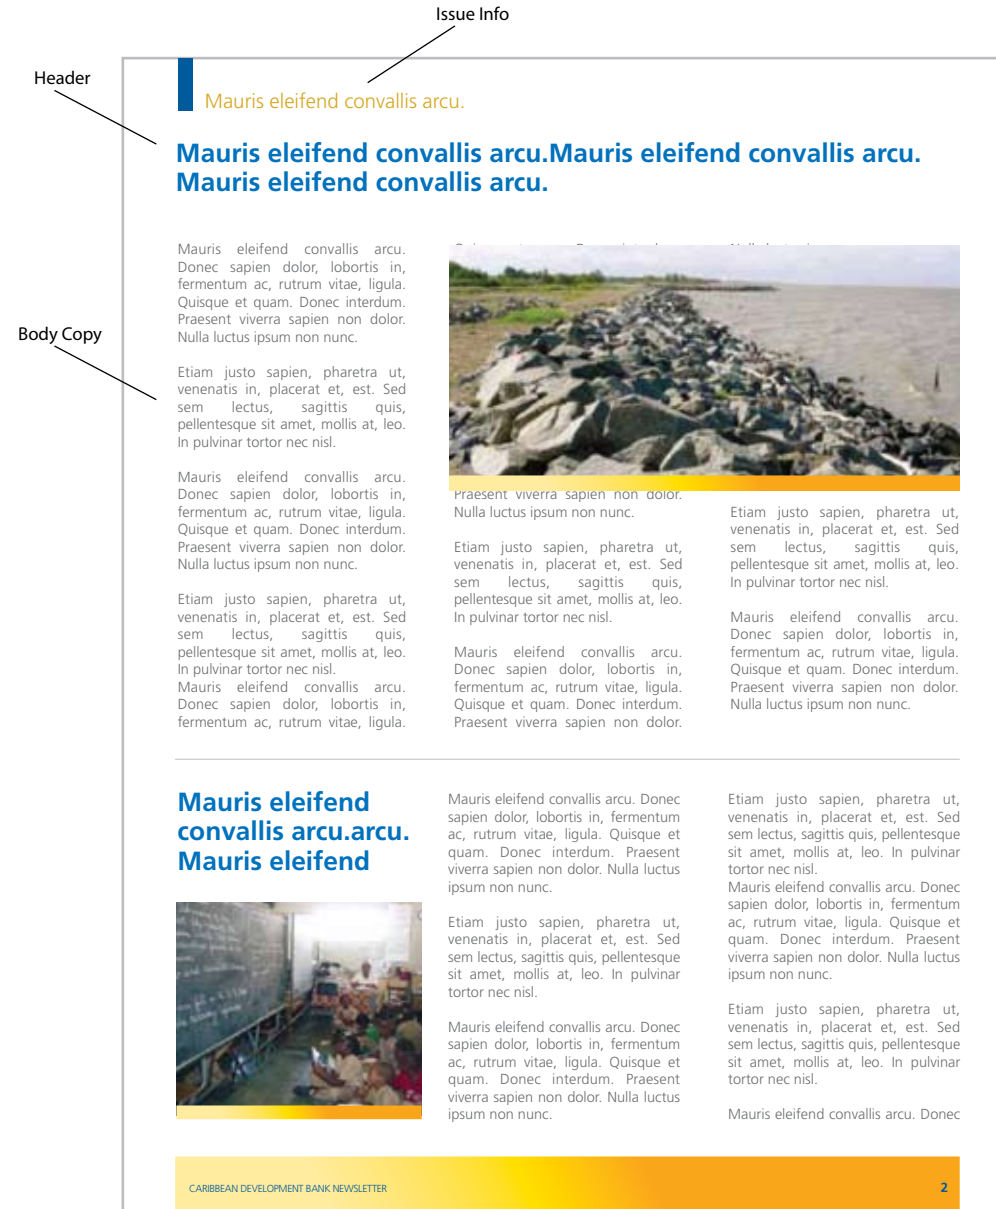 Issue Info
Header
Mauris eleifend convallis arcu.
Mauris eleifend convallis arcu.Mauris eleifend convallis arcu.
Mauris eleifend convallis arcu.
Body Copy
Mauris eleifend convallis arcu.
Donec sapien dolor, lobortis in,
fermentum ac, rutrum vitae, ligula.
Quisque et quam. Donec interdum.
Praesent viverra sapien non dolor.
Nulla luctus ipsum non nunc.
Etiam justo sapien, pharetra ut,
venenatis in, placerat et, est. Sed
sem lectus, sagittis quis,
pellentesque sit amet, mollis at, leo.
In pulvinar tortor nec nisl.
Mauris eleifend convallis arcu.
Donec sapien dolor, lobortis in,
fermentum ac, rutrum vitae, ligula.
Quisque et quam. Donec interdum.
Praesent viverra sapien non dolor.
Nulla luctus ipsum non nunc.
Etiam justo sapien, pharetra ut,
venenatis in, placerat et, est. Sed
sem lectus, sagittis quis,
pellentesque sit amet, mollis at, leo.
In pulvinar tortor nec nisl.
Mauris eleifend convallis arcu.
Donec sapien dolor, lobortis in,
fermentum ac, rutrum vitae, ligula.
Praesent viverra sapien non dolor.
Nulla luctus ipsum non nunc.
Etiam justo sapien, pharetra ut,
venenatis in, placerat et, est. Sed
sem lectus, sagittis quis,
pellentesque sit amet, mollis at, leo.
In pulvinar tortor nec nisl.
Mauris eleifend convallis arcu.
Donec sapien dolor, lobortis in,
fermentum ac, rutrum vitae, ligula.
Quisque et quam. Donec interdum.
Praesent viverra sapien non dolor.
Etiam justo sapien, pharetra ut,
venenatis in, placerat et, est. Sed
sem lectus, sagittis quis,
pellentesque sit amet, mollis at, leo.
In pulvinar tortor nec nisl.
Mauris eleifend convallis arcu.
Donec sapien dolor, lobortis in,
fermentum ac, rutrum vitae, ligula.
Quisque et quam. Donec interdum.
Praesent viverra sapien non dolor.
Nulla luctus ipsum non nunc.
Mauris eleifend
convallis arcu.arcu.
Mauris eleifend
Mauris eleifend convallis arcu. Donec
sapien dolor, lobortis in, fermentum
ac, rutrum vitae, ligula. Quisque et
quam. Donec interdum. Praesent
viverra sapien non dolor. Nulla luctus
ipsum non nunc.
Etiam justo sapien, pharetra ut,
venenatis in, placerat et, est. Sed
sem lectus, sagittis quis, pellentesque
sit amet, mollis at, leo. In pulvinar
tortor nec nisl.
Mauris eleifend convallis arcu. Donec
sapien dolor, lobortis in, fermentum
ac, rutrum vitae, ligula. Quisque et
quam. Donec interdum. Praesent
viverra sapien non dolor. Nulla luctus
ipsum non nunc.
Etiam justo sapien, pharetra ut,
venenatis in, placerat et, est. Sed
sem lectus, sagittis quis, pellentesque
sit amet, mollis at, leo. In pulvinar
tortor nec nisl.
Mauris eleifend convallis arcu. Donec
sapien dolor, lobortis in, fermentum
ac, rutrum vitae, ligula. Quisque et
quam. Donec interdum. Praesent
viverra sapien non dolor. Nulla luctus
ipsum non nunc.
Etiam justo sapien, pharetra ut,
venenatis in, placerat et, est. Sed
sem lectus, sagittis quis, pellentesque
sit amet, mollis at, leo. In pulvinar
tortor nec nisl.
Mauris eleifend convallis arcu. Donec
CARIBBEAN DEVELOPMENT BANK NEWSLETTER
2